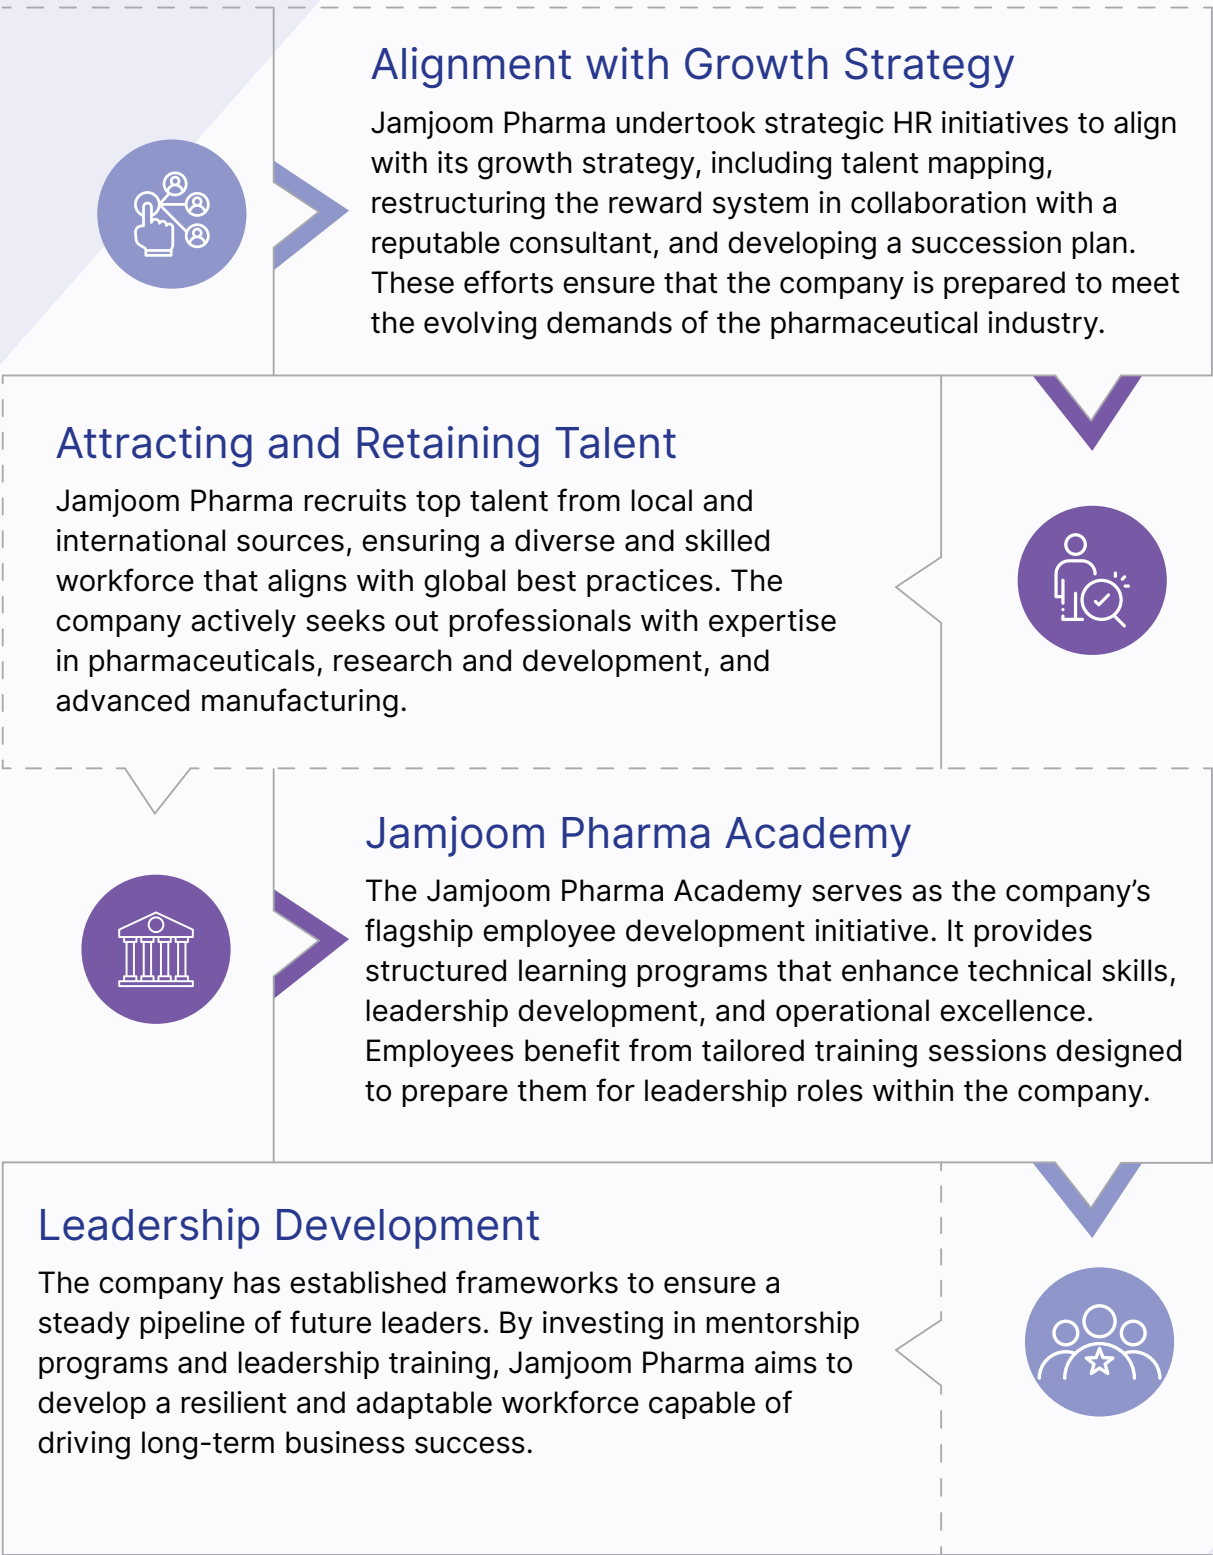 Alignment with Growth Strategy
Jamjoom Pharma undertook strategic HR initiatives to align
with its growth strategy, including talent mapping,
restructuring the reward system in collaboration with a
reputable consultant, and developing a succession plan.
These efforts ensure that the company is prepared to meet
the evolving demands of the pharmaceutical industry.
Attracting and Retaining Talent
Jamjoom Pharma recruits top talent from local and
international sources, ensuring a diverse and skilled
workforce that aligns with global best practices. The
company actively seeks out professionals with expertise
in pharmaceuticals, research and development, and
advanced manufacturing.
Jamjoom Pharma Academy
The Jamjoom Pharma Academy serves as the company’s
flagship employee development initiative. It provides
structured learning programs that enhance technical skills,
leadership development, and operational excellence.
Employees benefit from tailored training sessions designed
to prepare them for leadership roles within the company.
Leadership Development
The company has established frameworks to ensure a
steady pipeline of future leaders. By investing in mentorship
programs and leadership training, Jamjoom Pharma aims to
develop a resilient and adaptable workforce capable of
driving long-term business success.